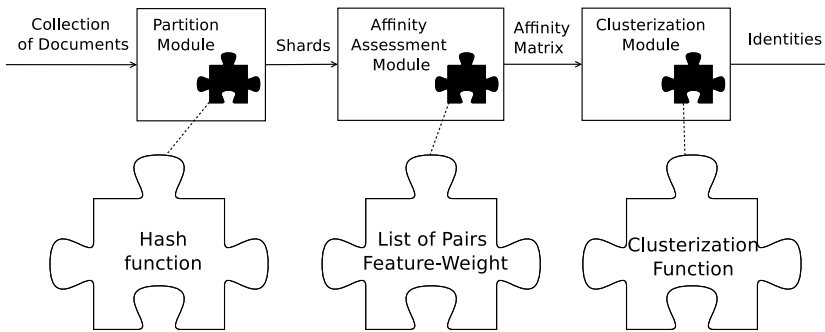 Collection
of Documents
Partition
Module
Shards
Affinity
Assessment
Module
Affinity
Matrix
Clusterization
Module
Identities
Hash
function
List of Pairs
Feature-Weight
Clusterization
Function